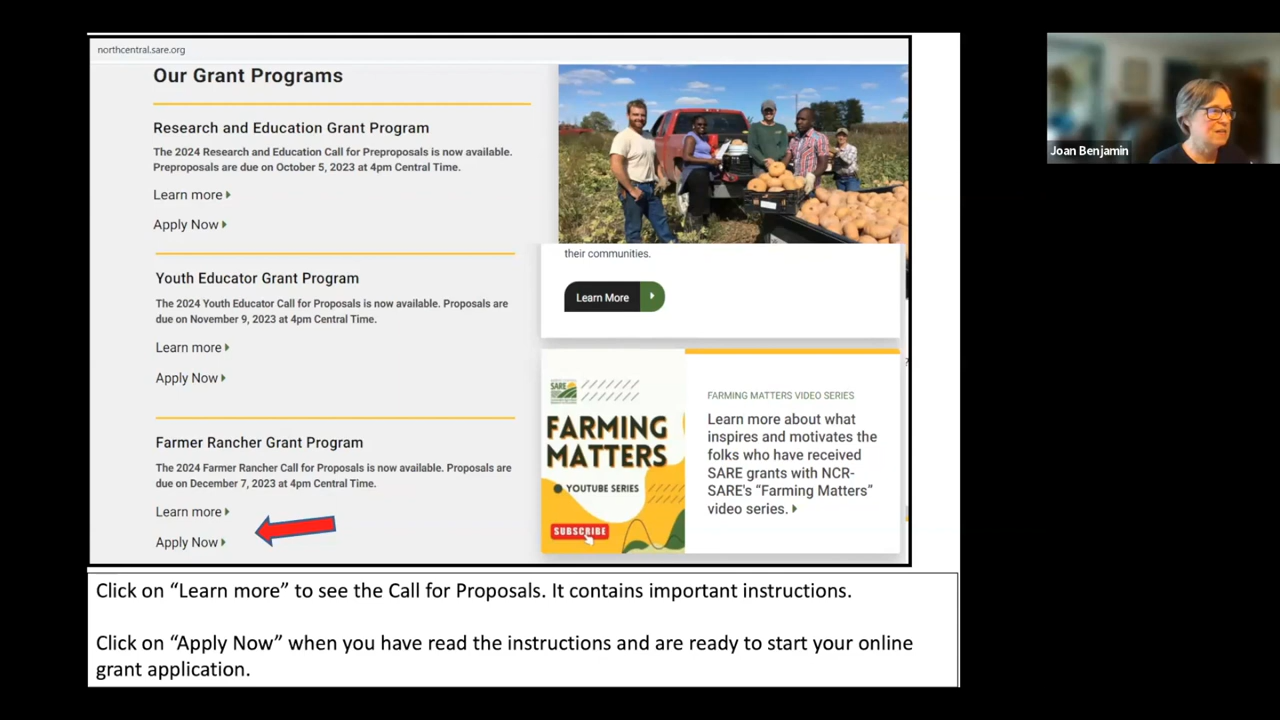 northcentral.sare.org
Our Grant Programs
Research and Education Grant Program
The 2024 Research and Education Call for Preproposals is now available.
Preproposals are due on October 5, 2023 at 4pm Central Time.
Learn more
Apply Now
Youth Educator Grant Program
The 2024 Youth Educator Call for Proposals is now available. Proposals are
due on November 9, 2023 at 4pm Central Time.
Learn more
Apply Now
Farmer Rancher Grant Program
The 2024 Farmer Rancher Call for Proposals is now available. Proposals are
due on December 7, 2023 at 4pm Central Time.
Learn more
Apply Now
their communities.
Learn More
SARE
FARMING
MATTERS
YOUTUBE SERIES
SUBSCRIBE
FARMING MATTERS VIDEO SERIES
Learn more about what
inspires and motivates the
folks who have received
SARE grants with NCR-
SARE's “Farming Matters”
video series.
Click on “Learn more” to see the Call for Proposals. It contains important instructions.
Click on “Apply Now” when you have read the instructions and are ready to start your online
grant application.
Joan Benjamin